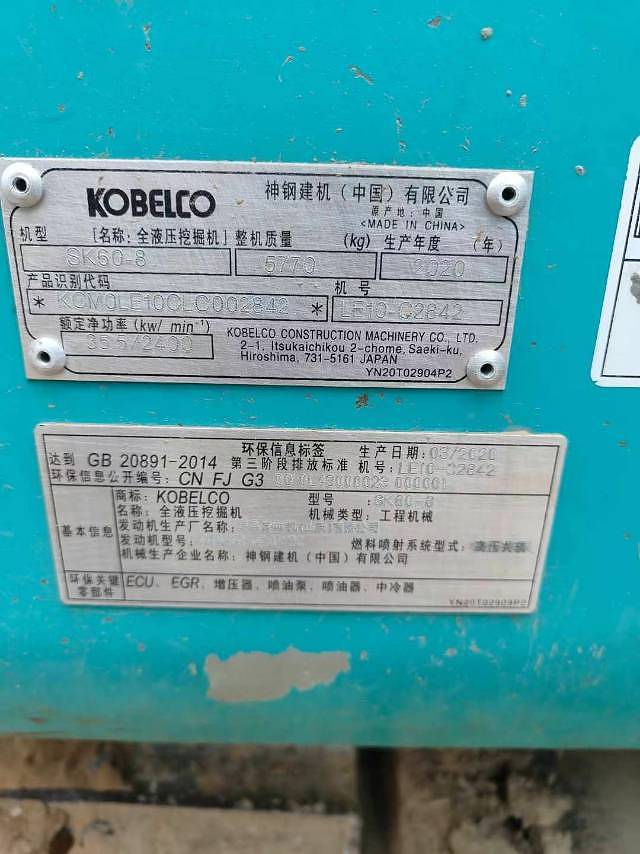 KOBELCO 神钢建机（中国）有限公司
原产地：中国
<MADE IN CHINA>
机型 [名称：全液压挖掘机] 整机质量 (kg) 生产年度 (年)
SK60-8 5770 2020
产品识别代码 机号
LE10-02842
额定净功率（kw/ min⁻¹）
35.5/2400
KOBELCO CONSTRUCTION MACHINERY CO., LTD.
2-1, Itsukaichikou 2-chome, Saeki-ku,
Hiroshima, 731-5161 JAPAN
YN20T02904P2
环保信息标签 生产日期：03/2020
达到 GB 20891-2014 第三阶段排放标准 机号：LE10-02842
环保信息公开编号：CN FJ G3
商标：KOBELCO 型号：SK60-8
名称：全液压挖掘机 机械类型：工程机械
基本信息
发动机生产厂名称：
发动机型号： 燃料喷射系统型式：
机械生产企业名称：神钢建机（中国）有限公司
环保关键零部件
ECU、EGR、增压器、喷油泵、喷油器、中冷器
YN20T02909P2